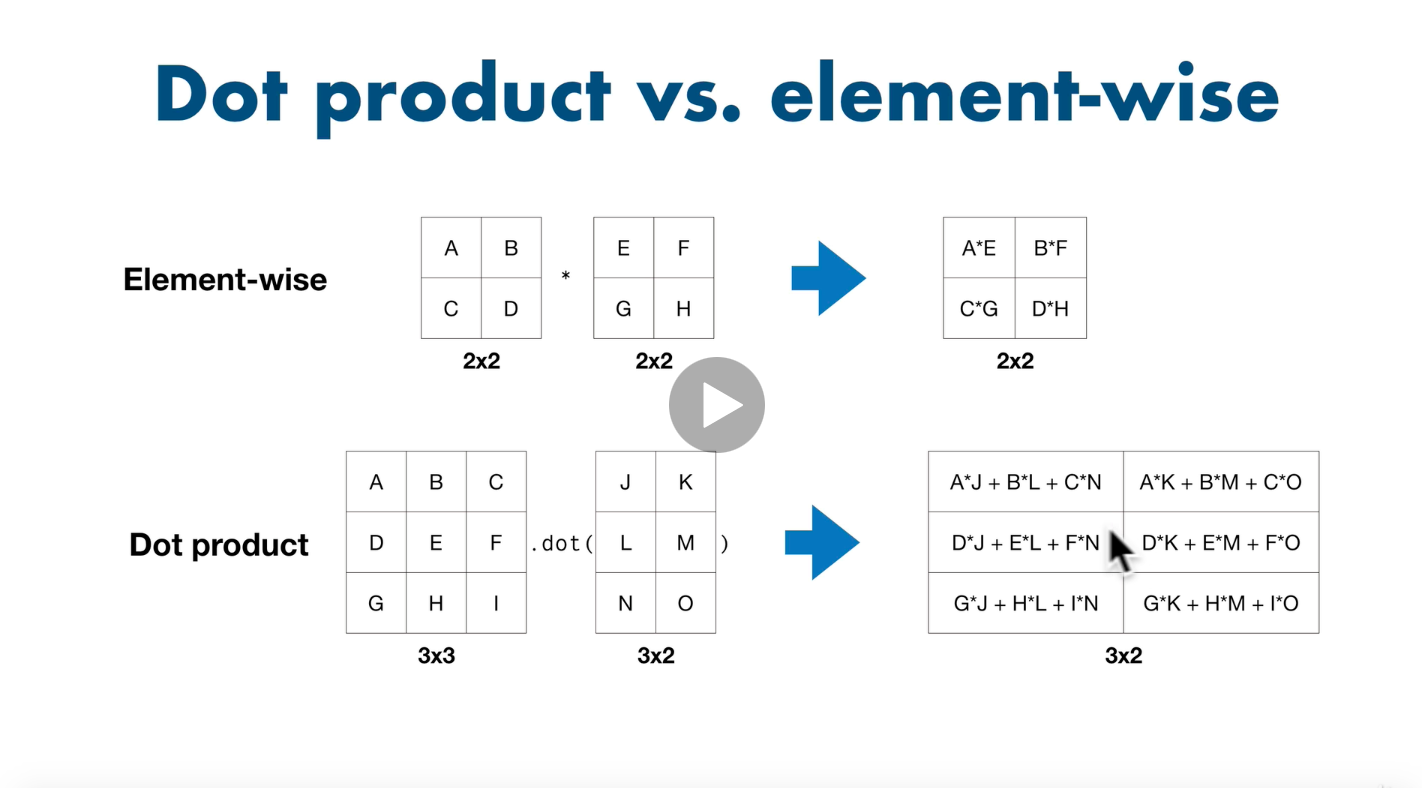 Dot product vs. element-wise
Element-wise
A B
C D
*
E F
G H
A*E B*F
C*G D*H
2x2 2x2 2x2
Dot product
A B C
D E F
G H I
.dot(
J K
L M
N O
)
A*J + B*L + C*N A*K + B*M + C*O
D*J + E*L + F*N D*K + E*M + F*O
G*J + H*L + I*N G*K + H*M + I*O
3x3 3x2 3x2